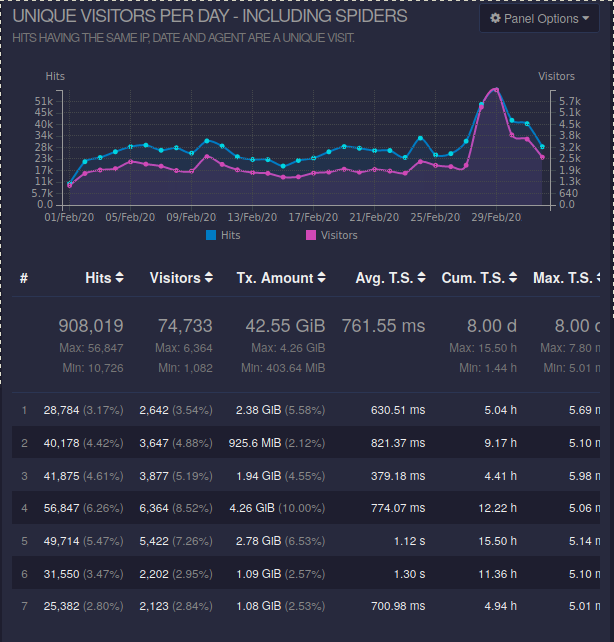 UNIQUE VISITORS PER DAY - INCLUDING SPIDERS
Panel Options
HITS HAVING THE SAME IP, DATE AND AGENT ARE A UNIQUE VISIT.
Hits Visitors
51k 5.7k
45k 5.1k
40k 4.5k
34k 3.8k
28k 3.2k
23k 2.5k
17k 1.9k
11k 1.3k
5.7k 640
0.0 0.0
01/Feb/20 05/Feb/20 09/Feb/20 13/Feb/20 17/Feb/20 21/Feb/20 25/Feb/20 29/Feb/20
Hits Visitors
# Hits Visitors Tx. Amount Avg. T.S. Cum. T.S. Max. T.S.
908,019 74,733 42.55 GiB 761.55 ms 8.00 d 8.00
Max: 56,847 Max: 6,364 Max: 4.26 GiB Max: 15.50 h Max: 7.80
Min: 10,726 Min: 1,082 Min: 403.64 MiB Min: 1.44 h Min: 5.01
1 28,784 (3.17%) 2,642 (3.54%) 2.38 GiB (5.58%) 630.51 ms 5.04 h 5.69
2 40,178 (4.42%) 3,647 (4.88%) 925.6 MiB (2.12%) 821.37 ms 9.17 h 5.10
3 41,875 (4.61%) 3,877 (5.19%) 1.94 GiB (4.55%) 379.18 ms 4.41 h 5.98
4 56,847 (6.26%) 6,364 (8.52%) 4.26 GiB (10.00%) 774.07 ms 12.22 h 5.06
5 49,714 (5.47%) 5,422 (7.26%) 2.78 GiB (6.53%) 1.12 s 15.50 h 5.14
6 31,550 (3.47%) 2,202 (2.95%) 1.09 GiB (2.57%) 1.30 s 11.36 h 5.10
7 25,382 (2.80%) 2,123 (2.84%) 1.08 GiB (2.53%) 700.98 ms 4.94 h 5.01